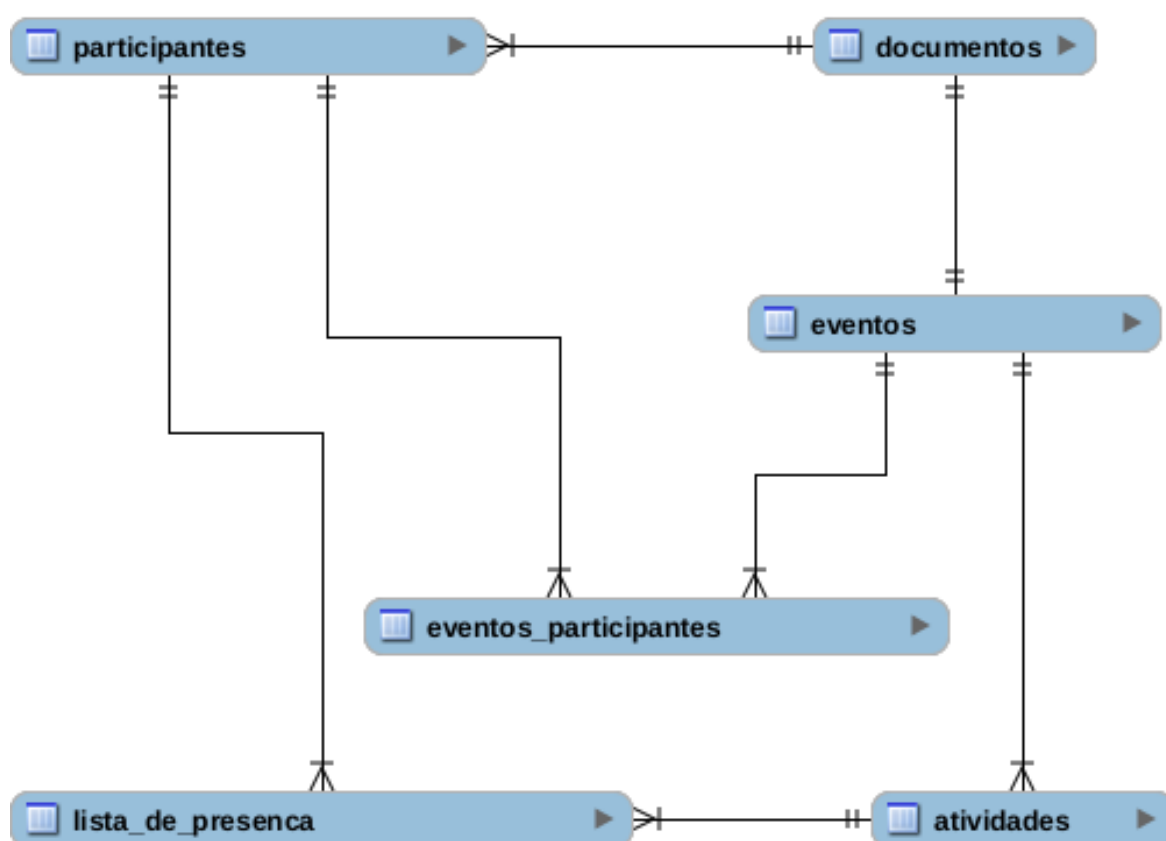 participantes
documentos
eventos
eventos_participantes
lista_de_presenca
atividades